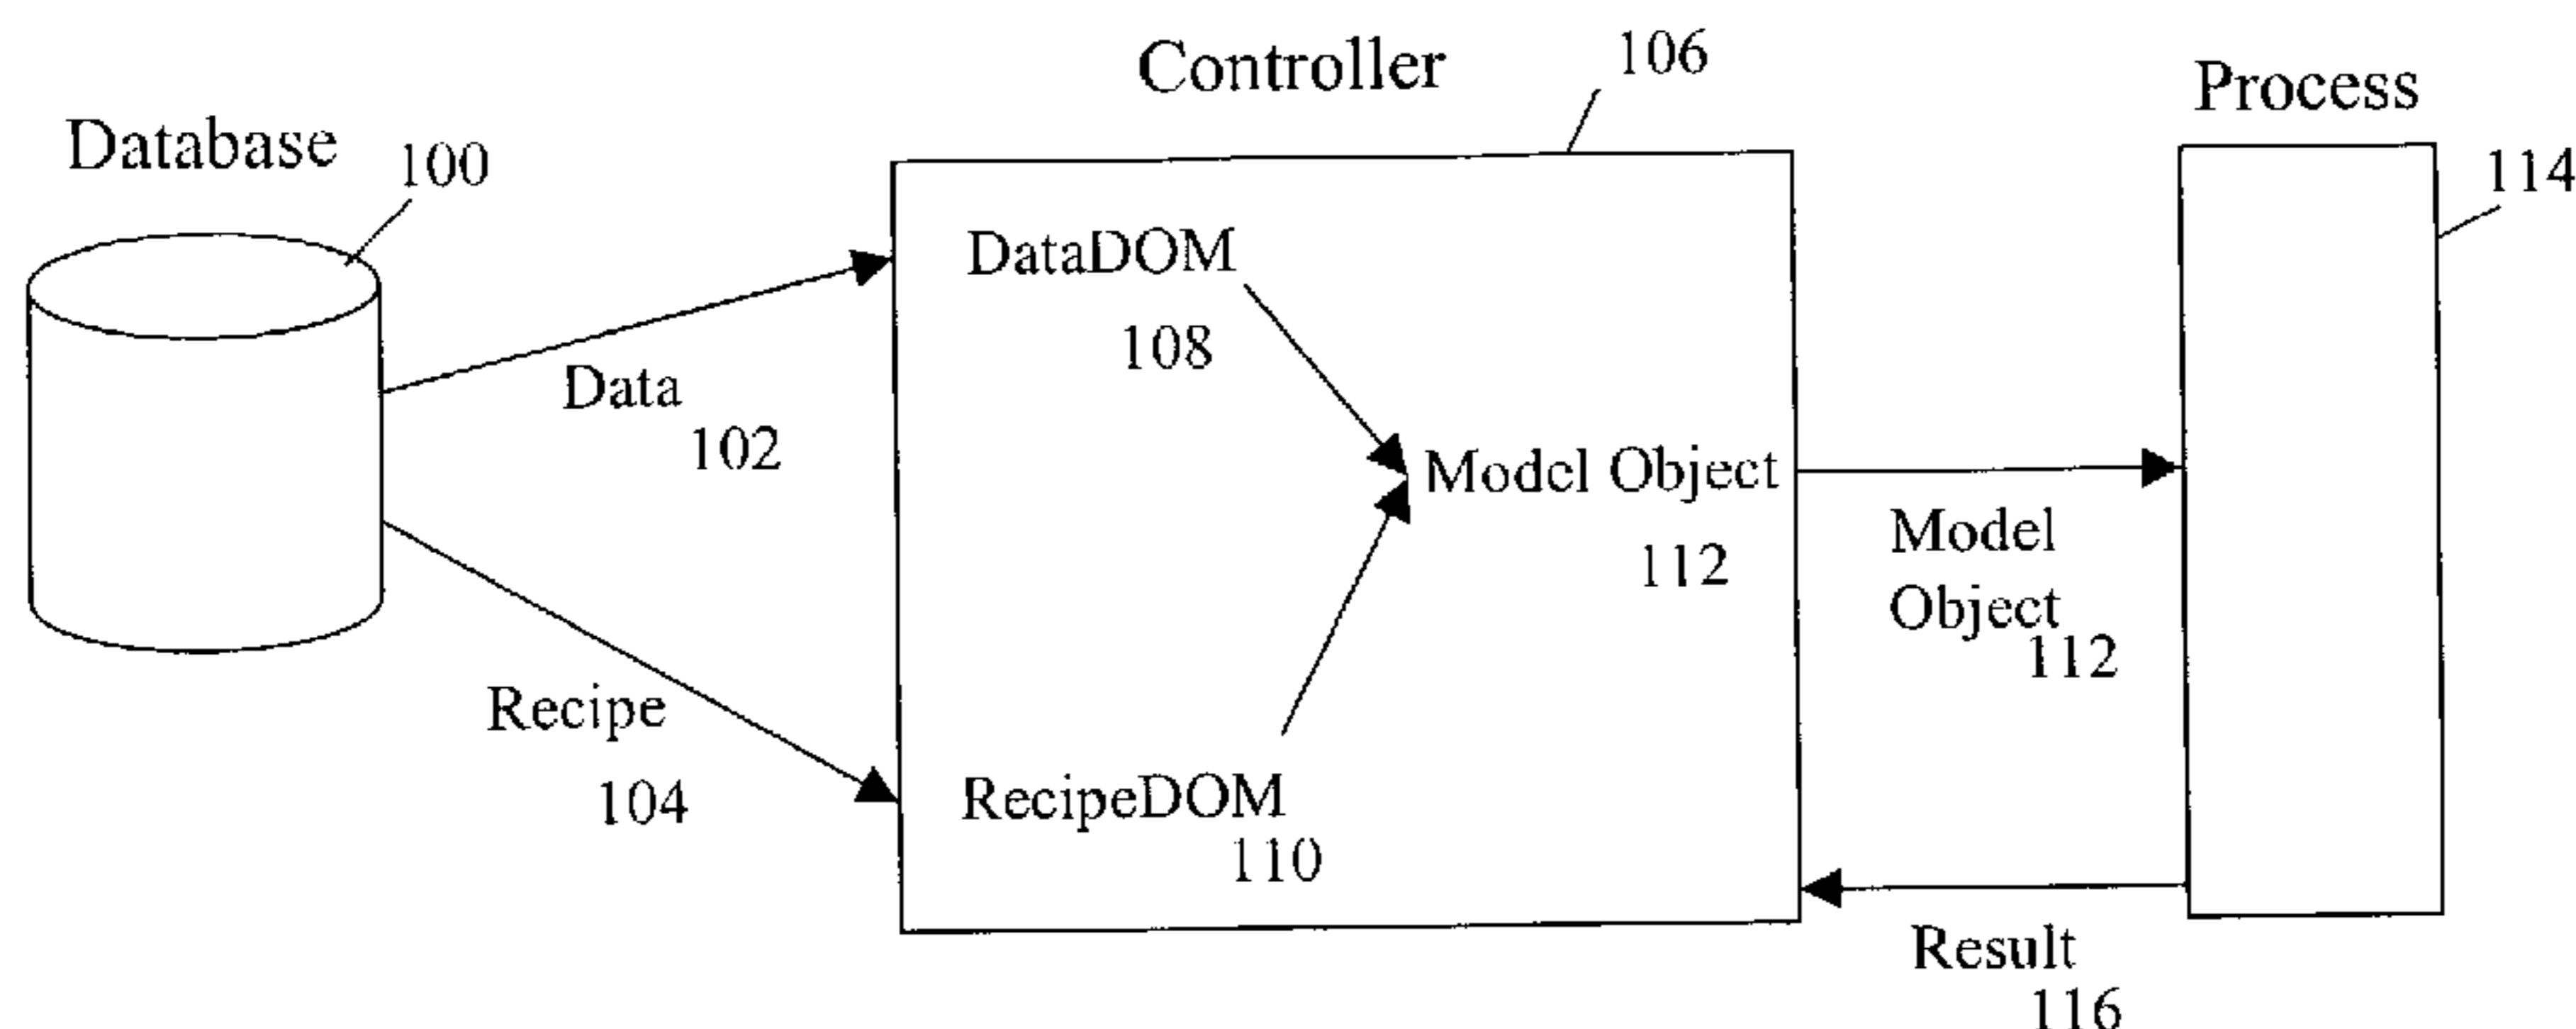 Database
100
Data
102
Recipe
104
Controller
106
DataDOM
108
Model Object
112
RecipeDOM
110
Model
Object
112
Process
114
Result
116